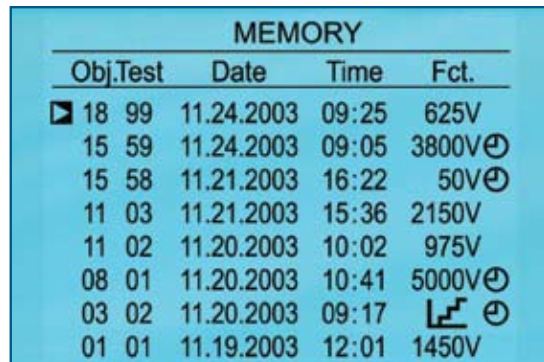 MEMORY
Obj.Test Date Time Fct.
18 99 11.24.2003 09:25 625V
15 59 11.24.2003 09:05 3800V
15 58 11.21.2003 16:22 50V
11 03 11.21.2003 15:36 2150V
11 02 11.20.2003 10:02 975V
08 01 11.20.2003 10:41 5000V
03 02 11.20.2003 09:17
01 01 11.19.2003 12:01 1450V